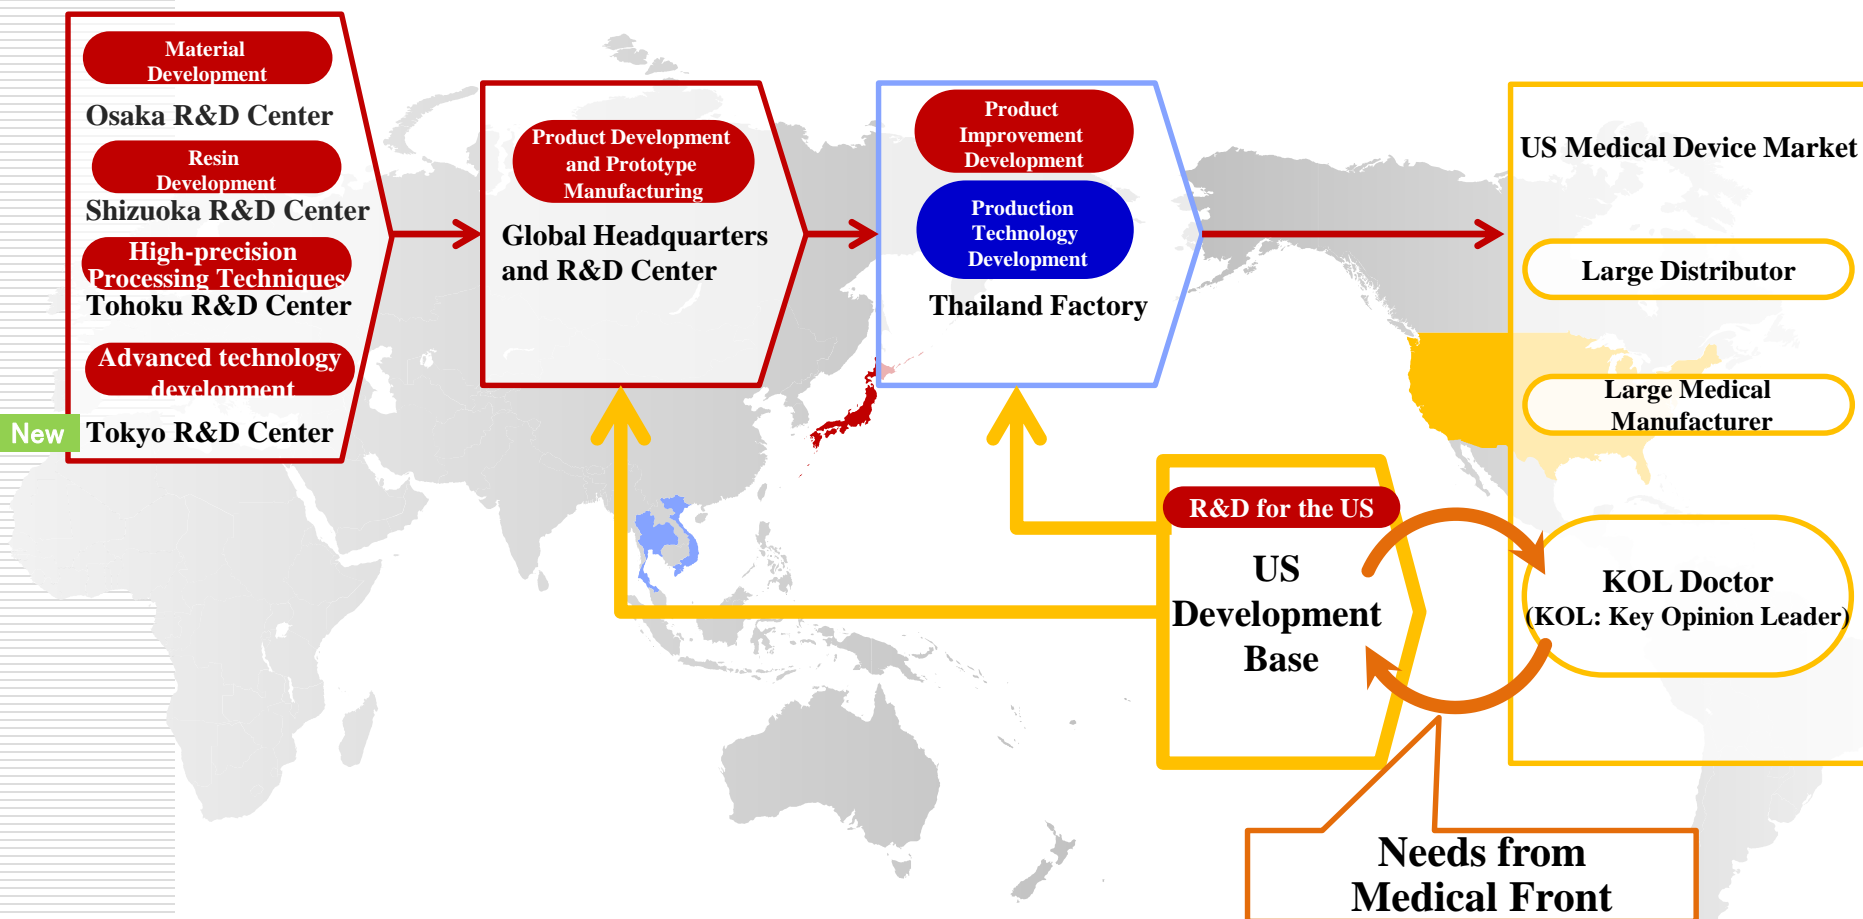 Material
Development
Osaka R&D Center
Resin
Development
Shizuoka R&D Center
High-precision
Processing Techniques
Tohoku R&D Center
Advanced technology
development
New
Tokyo R&D Center
Product Development
and Prototype
Manufacturing
Global Headquarters
and R&D Center
Product
Improvement
Development
Production
Technology
Development
Thailand Factory
US Medical Device Market
Large Distributor
Large Medical
Manufacturer
R&D for the US
US
Development
Base
KOL Doctor
(KOL: Key Opinion Leader)
Needs from
Medical Front